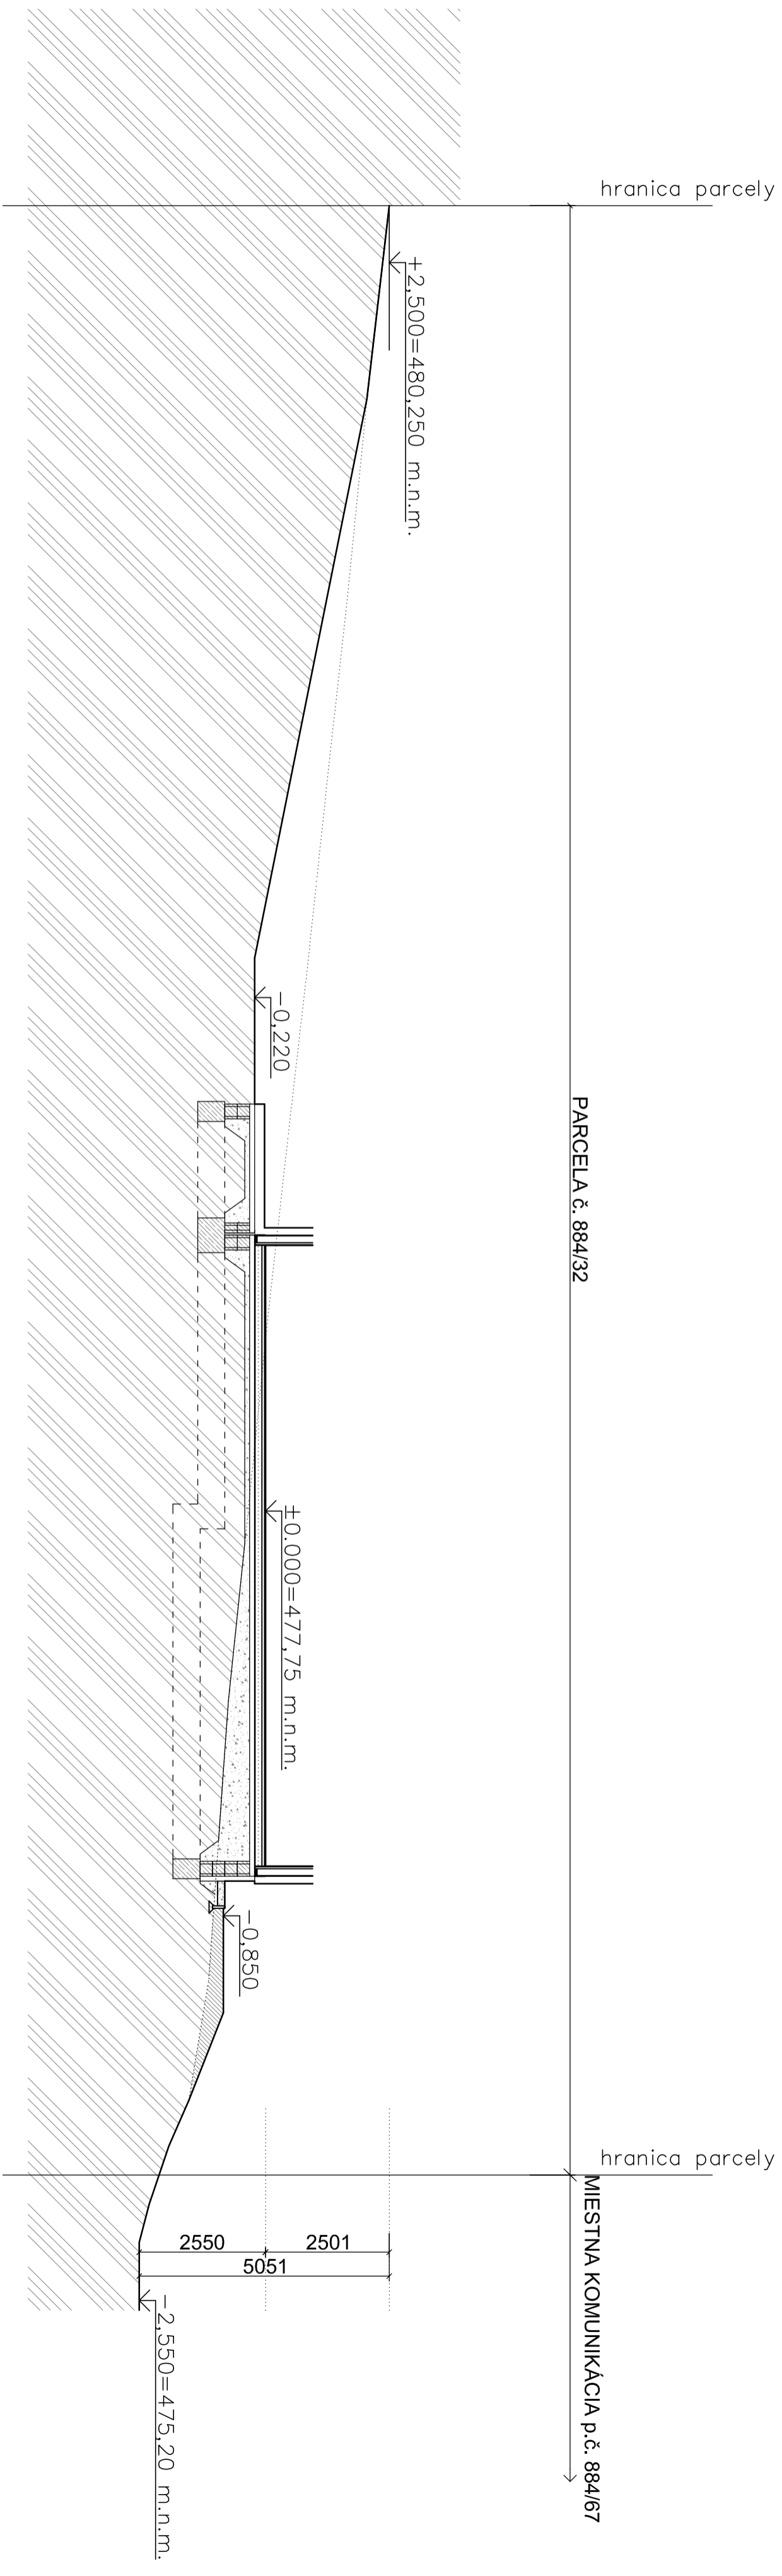 hranica parcely
+2,500=480,250 m.n.m.
-0,220
PARCELA č. 884/32
±0.000=477,75 m.n.m.
-0,850
hranica parcely
MIESTNA KOMUNIKÁCIA p.č. 884/67
2550
2501
5051
-2,550=475,20 m.n.m.